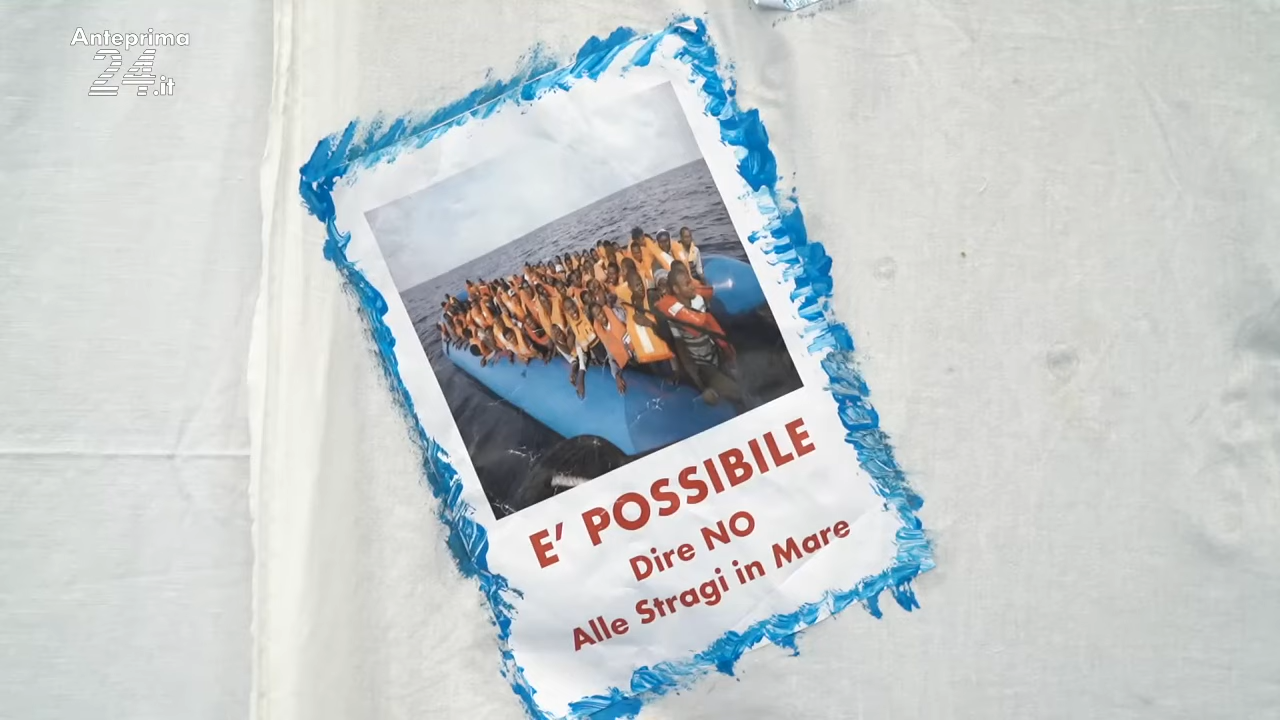 Anteprima
24.it
E' POSSIBILE
Dire NO
Alle Stragi in Mare